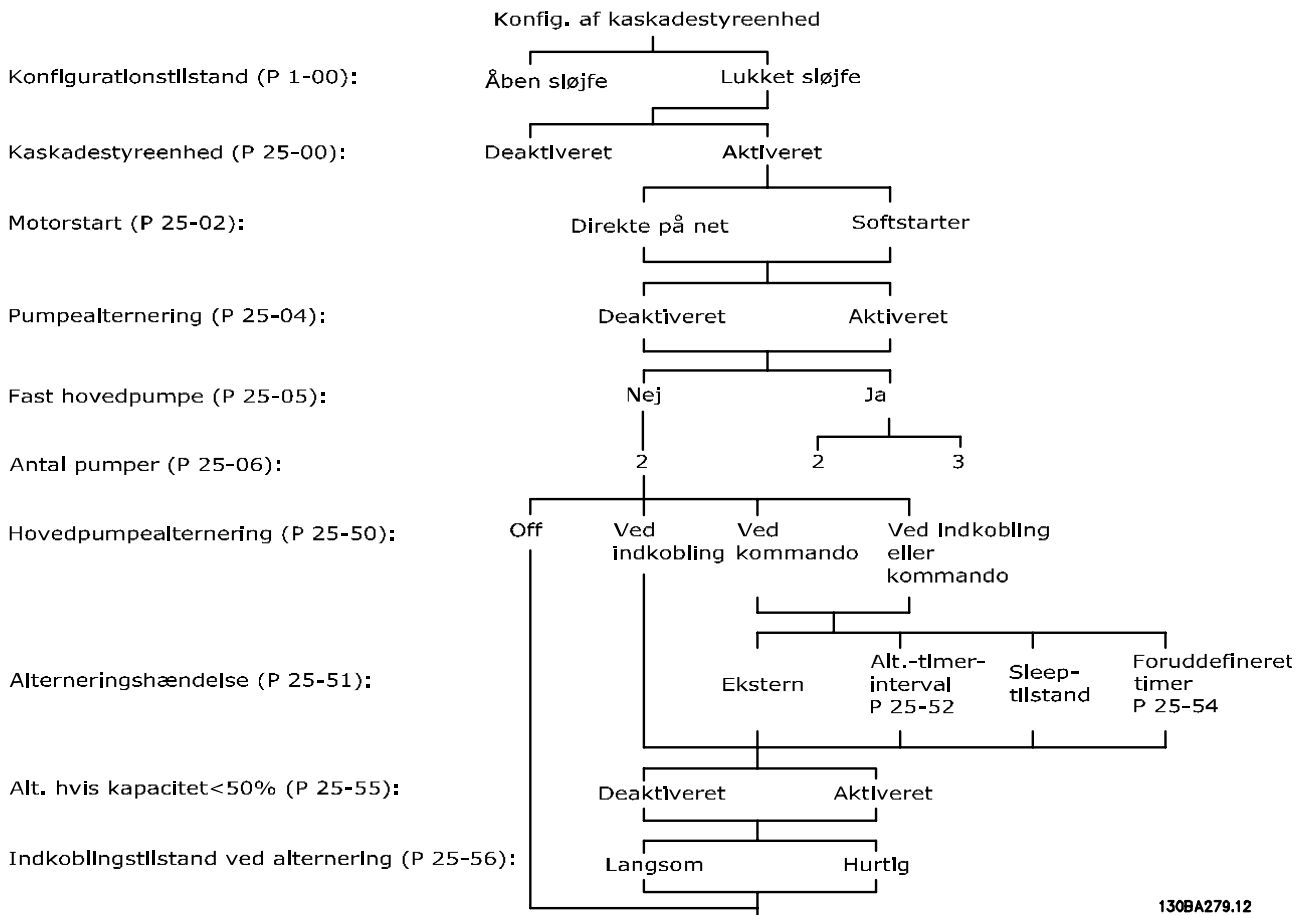 Konfig. af kaskadestyreenhed
Konfigurationstilstand (P 1-00):
Åben sløjfe
Lukket sløjfe
Kaskadestyreenhed (P 25-00):
Deaktiveret
Aktiveret
Motorstart (P 25-02):
Direkte på net
Softstarter
Pumpealternering (P 25-04):
Deaktiveret
Aktiveret
Fast hovedpumpe (P 25-05):
Nej
Ja
Antal pumper (P 25-06):
2
2
3
Hovedpumpealternering (P 25-50):
Off
Ved
indkobling
Ved
kommando
Ved indkobling
eller
kommando
Alterneringshændelse (P 25-51):
Ekstern
Alt.-timer-
interval
P 25-52
Sleep-
tilstand
Foruddefineret
timer
P 25-54
Alt. hvis kapacitet<50% (P 25-55):
Deaktiveret
Aktiveret
Indkoblingstilstand ved alternering (P 25-56):
Langsom
Hurtig
130BA279.12